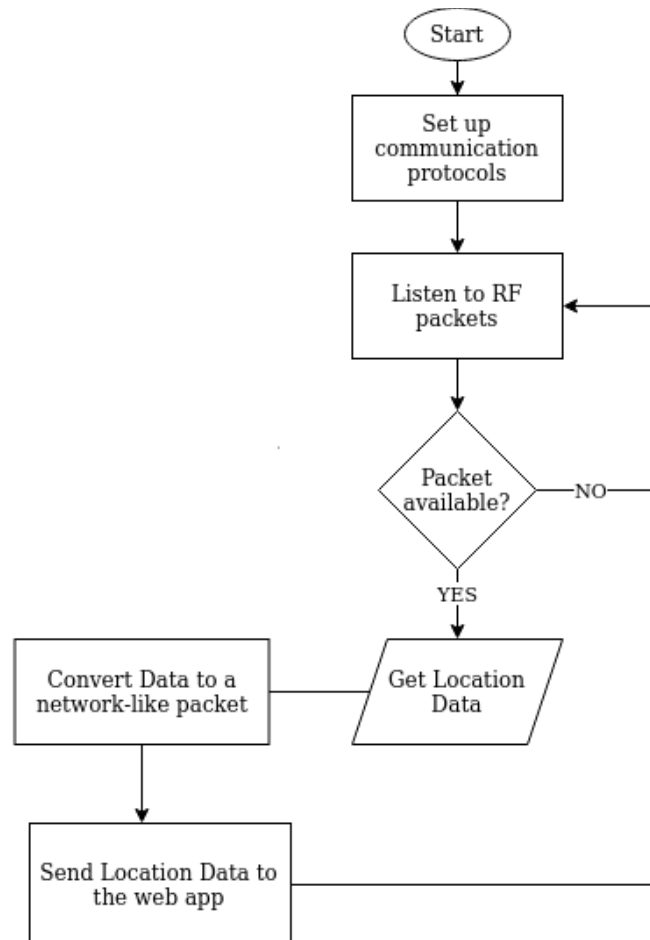 Start
Set up
communication
protocols
Listen to RF
packets
Packet
available?
NO
YES
Convert Data to a
network-like packet
Get Location
Data
Send Location Data to
the web app